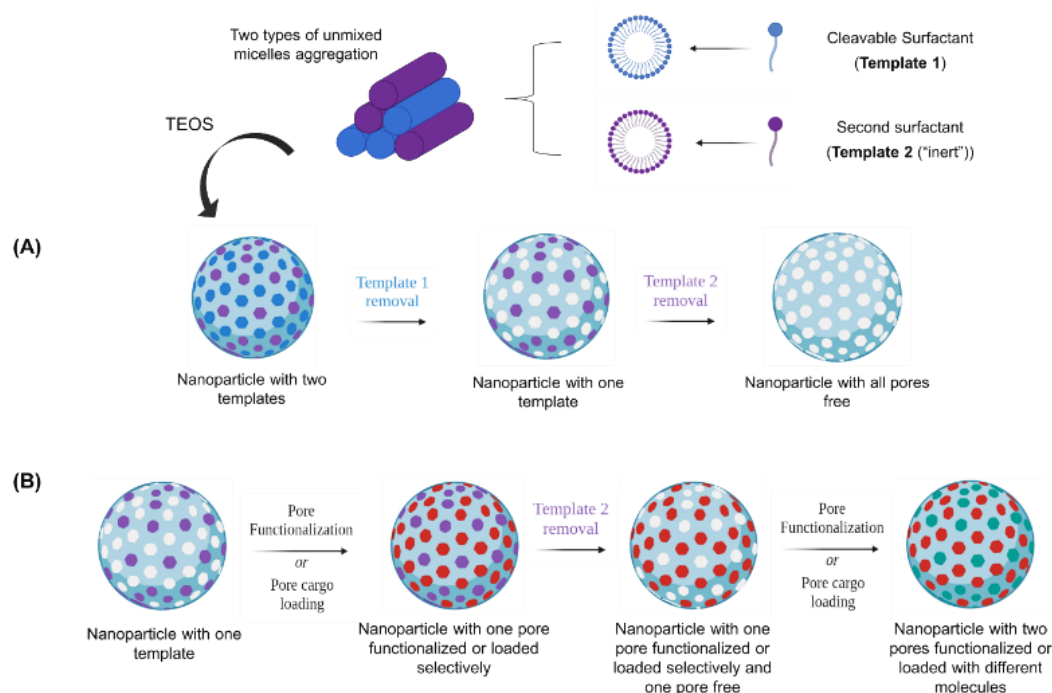 Two types of unmixed
micelles aggregation
Cleavable Surfactant
(Template 1)
TEOS
Second surfactant
(Template 2 ("inert"))
(A)
Template 1
removal
Template 2
removal
Nanoparticle with two
templates
Nanoparticle with one
template
Nanoparticle with all pores
free
(B)
Pore
Functionalization
or
Pore cargo
loading
Template 2
removal
Pore
Functionalization
or
Pore cargo
loading
Nanoparticle with one
template
Nanoparticle with one pore
functionalized or loaded
selectively
Nanoparticle with one
pore functionalized or
loaded selectively and
one pore free
Nanoparticle with two
pores functionalized or
loaded with different
molecules